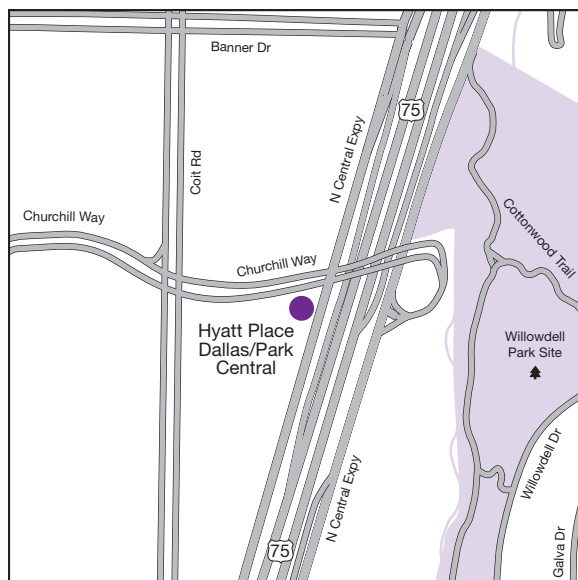 Banner Dr
75
N Central Expy
Coit Rd
Churchill Way
Churchill Way
Cottonwood Trail
Hyatt Place
Dallas/Park
Central
Willowdell
Park Site
Willowdell Dr
N Central Expy
75
Galva Dr